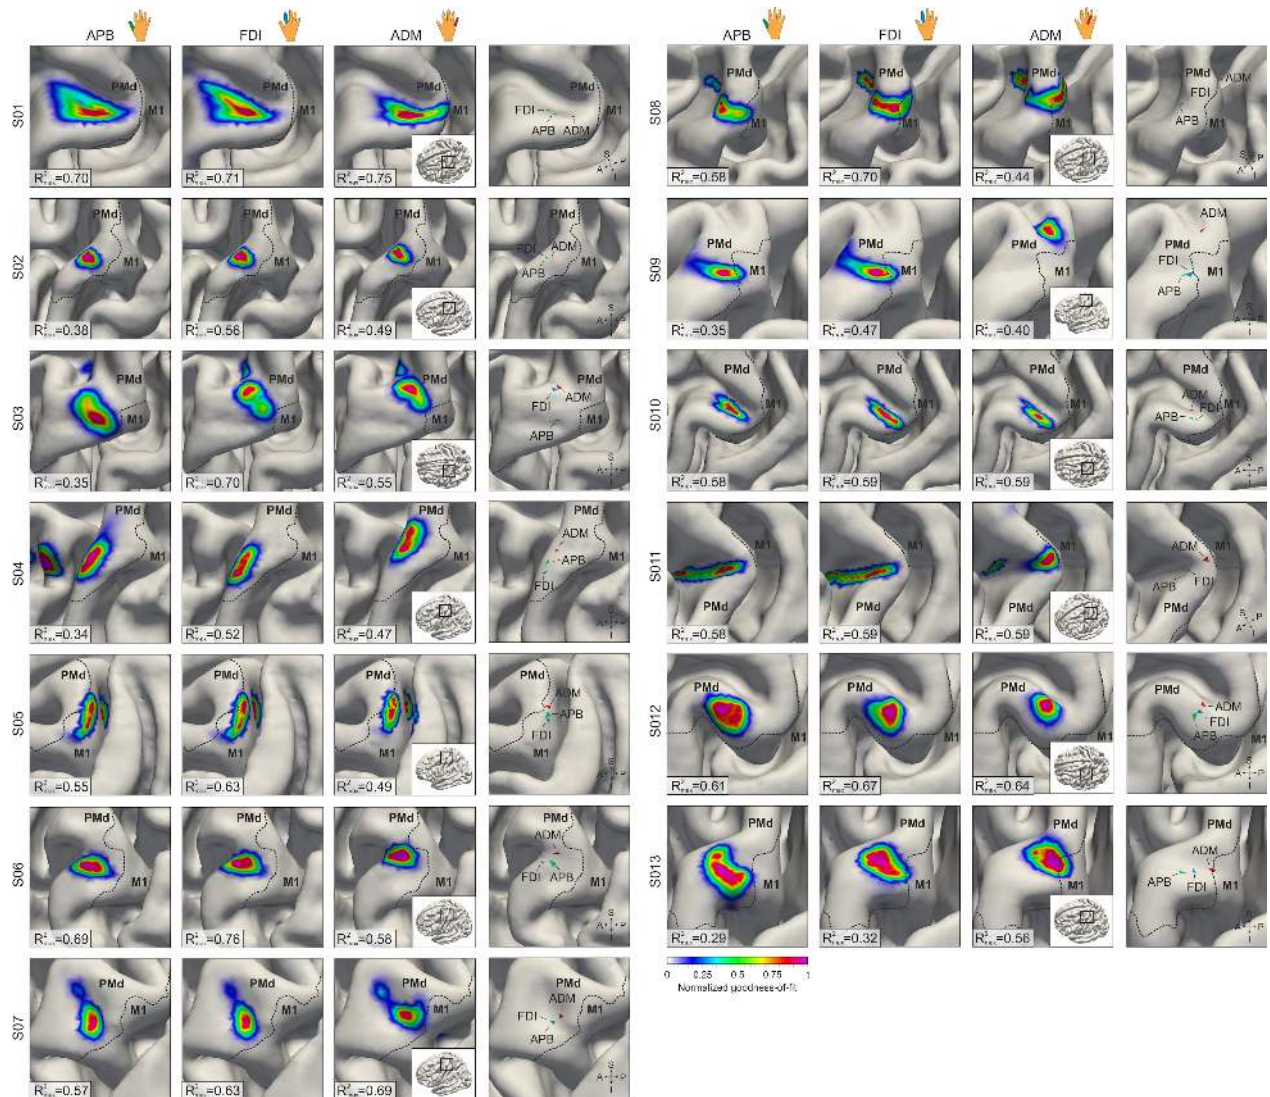 APB FDI ADM
S01
PMd M1 PMd M1 PMd M1 FDI APB ADM
R²max=0.70 R²max=0.71 R²max=0.75
S A P
S02
PMd M1 PMd M1 PMd M1 PMd FDI ADM APB M1
R²max=0.38 R²max=0.56 R²max=0.49
S A P
S03
PMd M1 PMd M1 PMd M1 PMd FDI ADM APB M1
R²max=0.35 R²max=0.70 R²max=0.55
S A P
S04
PMd M1 PMd M1 PMd M1 PMd ADM APB FDI M1
R²max=0.34 R²max=0.52 R²max=0.47
A P
S05
PMd M1 PMd M1 PMd M1 PMd ADM APB FDI M1
R²max=0.55 R²max=0.63 R²max=0.49
S A P
S06
PMd M1 PMd M1 PMd M1 PMd ADM FDI APB M1
R²max=0.69 R²max=0.76 R²max=0.58
S A P
S07
PMd M1 PMd M1 PMd M1 PMd ADM FDI APB M1
R²max=0.57 R²max=0.63 R²max=0.69
S A P
APB FDI ADM
S08
PMd M1 PMd M1 PMd M1 PMd ADM FDI APB M1
R²max=0.58 R²max=0.70 R²max=0.44
S A P
S09
PMd M1 PMd M1 PMd M1 ADM PMd FDI APB M1
R²max=0.35 R²max=0.47 R²max=0.40
S A P
S010
PMd M1 PMd M1 PMd M1 PMd ADM FDI APB M1
R²max=0.58 R²max=0.59 R²max=0.59
S A P
S011
M1 PMd M1 PMd M1 PMd M1 ADM APB FDI PMd
R²max=0.58 R²max=0.59 R²max=0.59
S A P
S012
PMd M1 PMd M1 PMd M1 PMd ADM FDI APB M1
R²max=0.61 R²max=0.67 R²max=0.64
S A P
S013
PMd M1 PMd M1 PMd M1 PMd ADM APB FDI M1
R²max=0.29 R²max=0.32 R²max=0.56
S A P
0 0.25 0.5 0.75 1
Normalized goodness-of-fit